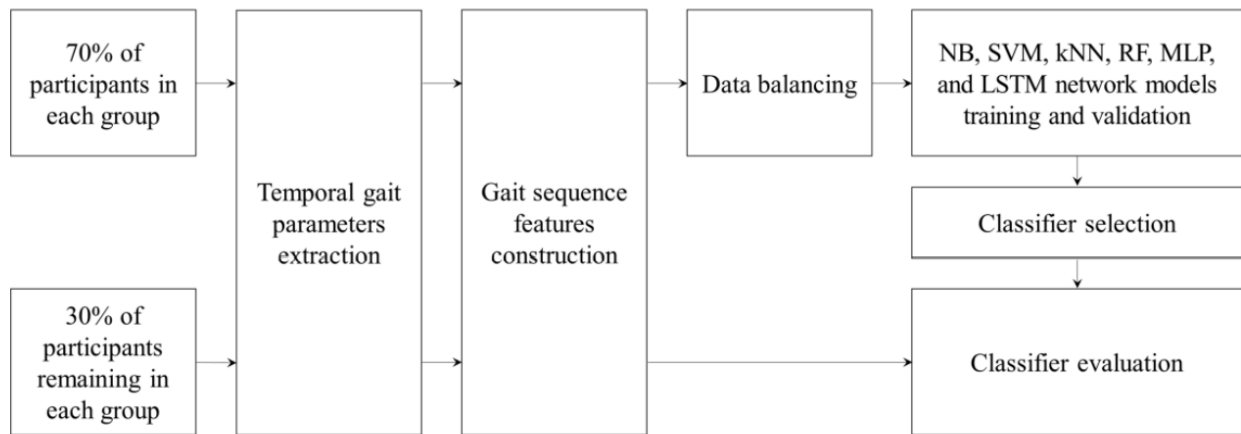 70% of
participants in
each group
Temporal gait
parameters
extraction
Gait sequence
features
construction
Data balancing
NB, SVM, kNN, RF, MLP,
and LSTM network models
training and validation
Classifier selection
30% of
participants
remaining in
each group
Classifier evaluation